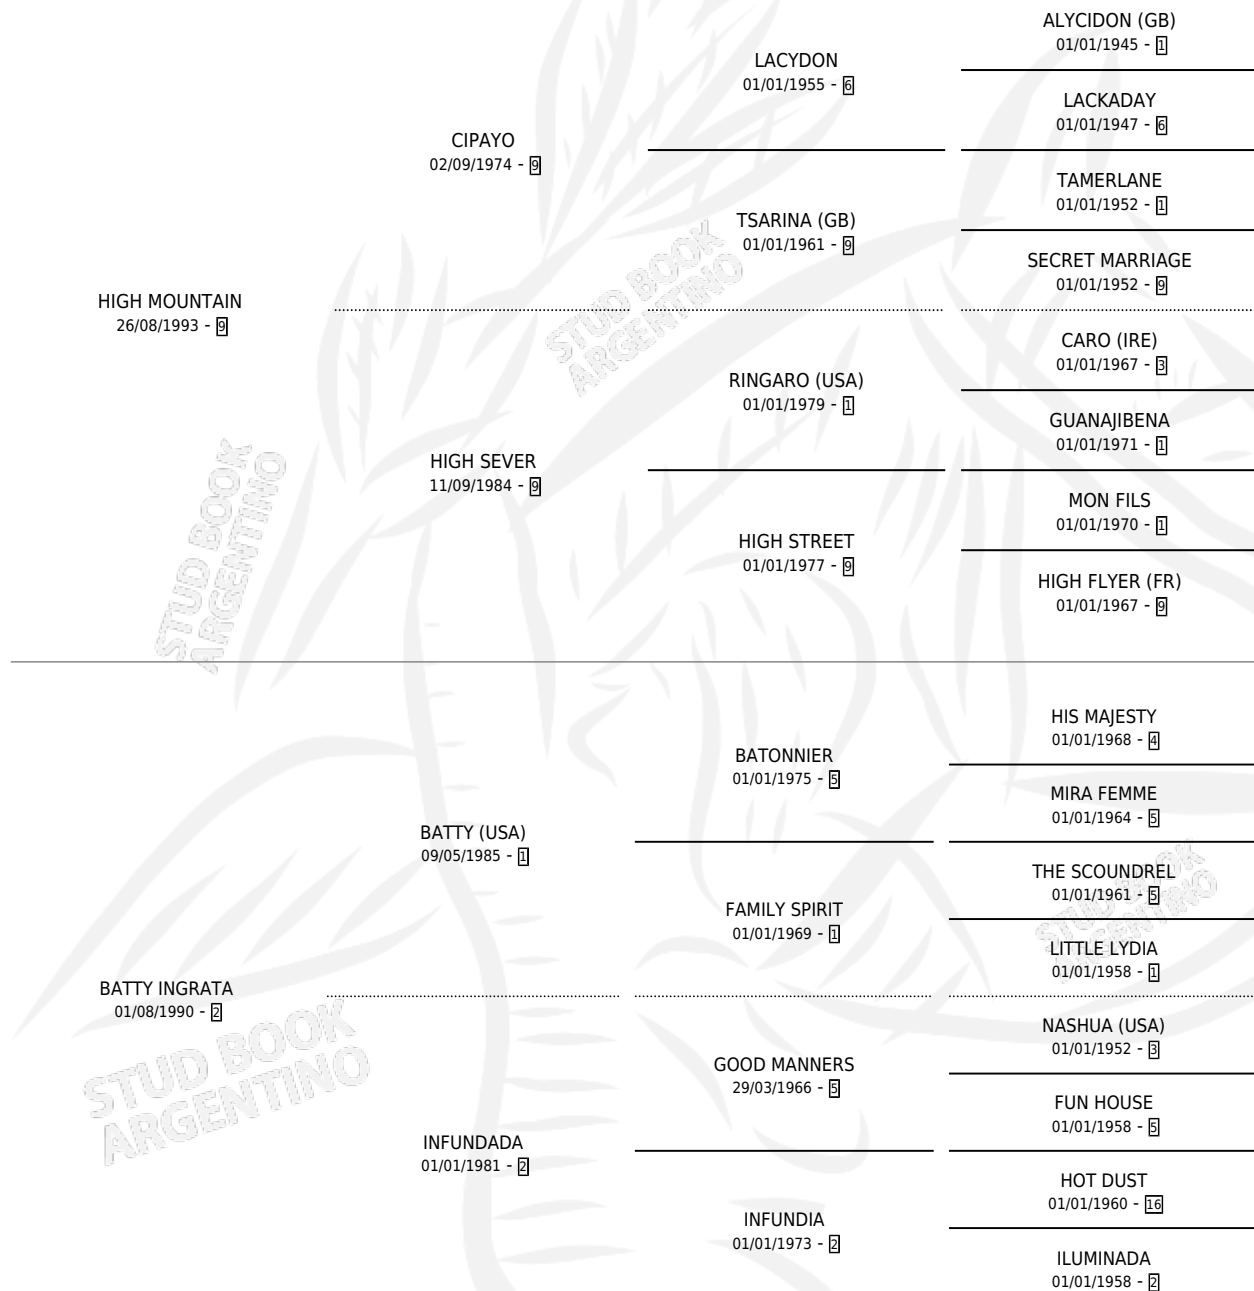 ALYCIDON (GB)
01/01/1945 - 1
LACYDON
01/01/1955 - 6
LACKADAY
01/01/1947 - 6
CIPAYO
02/09/1974 - 9
TAMERLANE
01/01/1952 - 1
TSARINA (GB)
01/01/1961 - 9
SECRET MARRIAGE
01/01/1952 - 9
HIGH MOUNTAIN
26/08/1993 - 9
STUD BOOK
ARGENTINO
CARO (IRE)
01/01/1967 - 3
RINGARO (USA)
01/01/1979 - 1
GUANAJIBENA
01/01/1971 - 1
HIGH SEVER
11/09/1984 - 9
MON FILS
01/01/1970 - 1
HIGH STREET
01/01/1977 - 9
HIGH FLYER (FR)
01/01/1967 - 9
STUD BOOK
ARGENTINO
HIS MAJESTY
01/01/1968 - 4
BATONNIER
01/01/1975 - 5
MIRA FEMME
01/01/1964 - 5
BATTY (USA)
09/05/1985 - 1
THE SCOUNDREL
01/01/1961 - 5
FAMILY SPIRIT
01/01/1969 - 1
LITTLE LYDIA
01/01/1958 - 1
STUD BOOK
ARGENTINO
BATTY INGRATA
01/08/1990 - 2
NASHUA (USA)
01/01/1952 - 3
GOOD MANNERS
29/03/1966 - 5
FUN HOUSE
01/01/1958 - 5
STUD BOOK
ARGENTINO
INFUNDADA
01/01/1981 - 2
HOT DUST
01/01/1960 - 16
INFUNDIA
01/01/1973 - 2
ILUMINADA
01/01/1958 - 2